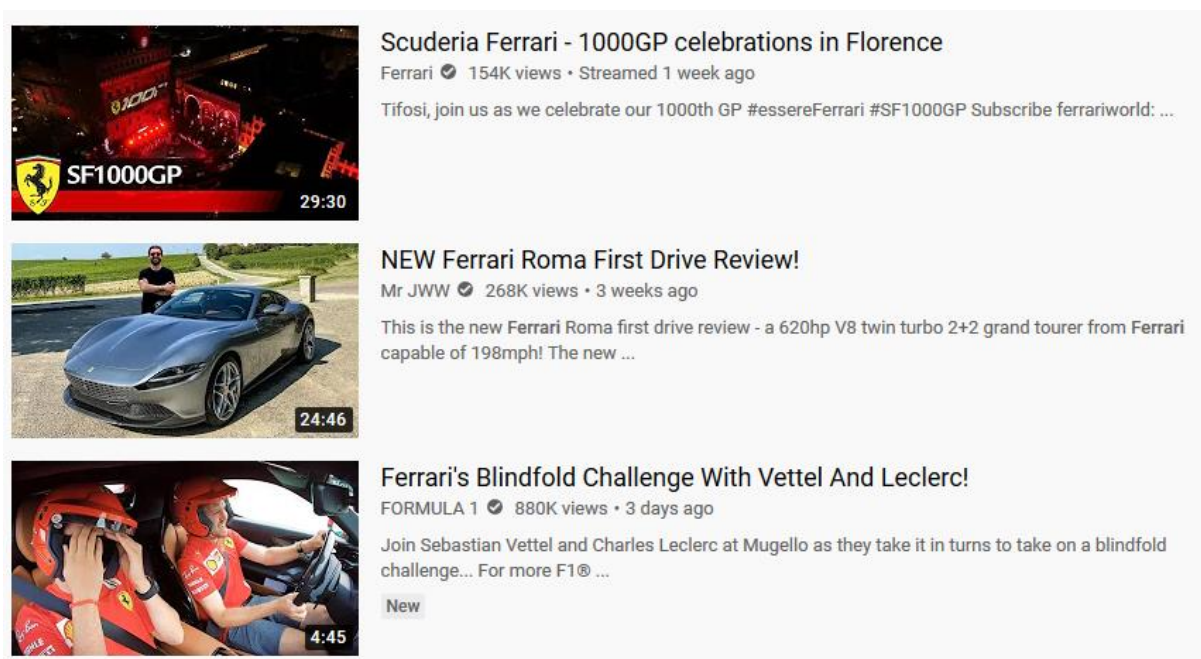 Scuderia Ferrari - 1000GP celebrations in Florence
Ferrari 154K views • Streamed 1 week ago
Tifosi, join us as we celebrate our 1000th GP #essereFerrari #SF1000GP Subscribe ferrariworld: ...
SF1000GP
29:30
NEW Ferrari Roma First Drive Review!
Mr JWW 268K views • 3 weeks ago
This is the new Ferrari Roma first drive review - a 620hp V8 twin turbo 2+2 grand tourer from Ferrari
capable of 198mph! The new ...
24:46
Ferrari's Blindfold Challenge With Vettel And Leclerc!
FORMULA 1 880K views • 3 days ago
Join Sebastian Vettel and Charles Leclerc at Mugello as they take it in turns to take on a blindfold
challenge... For more F1® ...
New
4:45